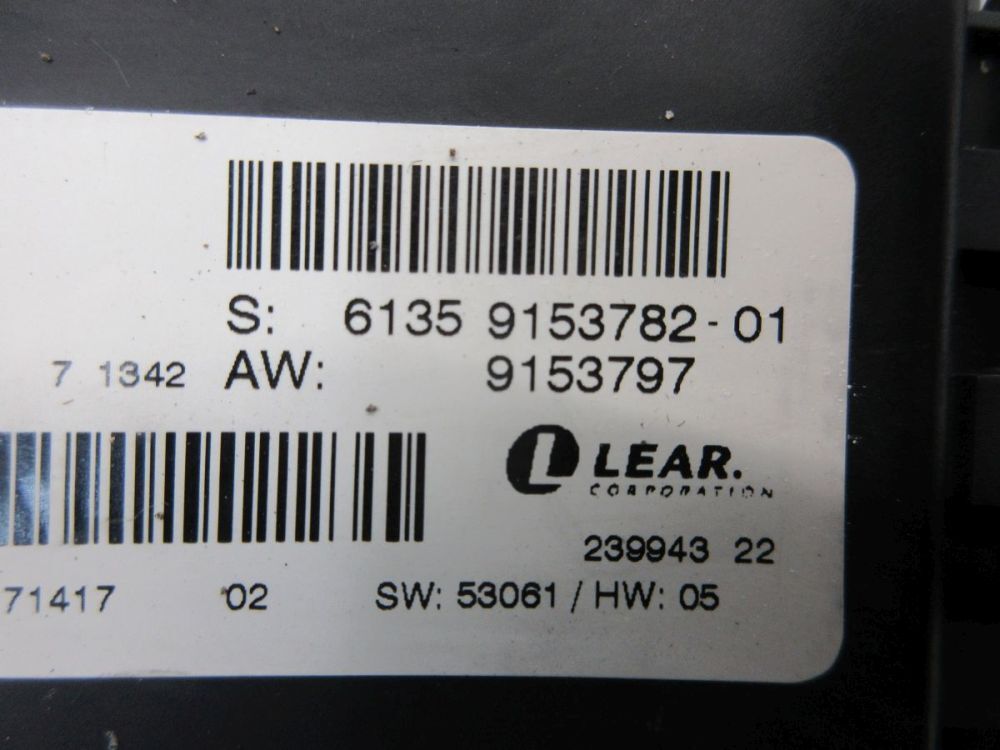 S: 6135 9153782-01
7 1342 AW: 9153797
LEAR.
CORPORATION
239943 22
71417 02 SW: 53061 / HW: 05